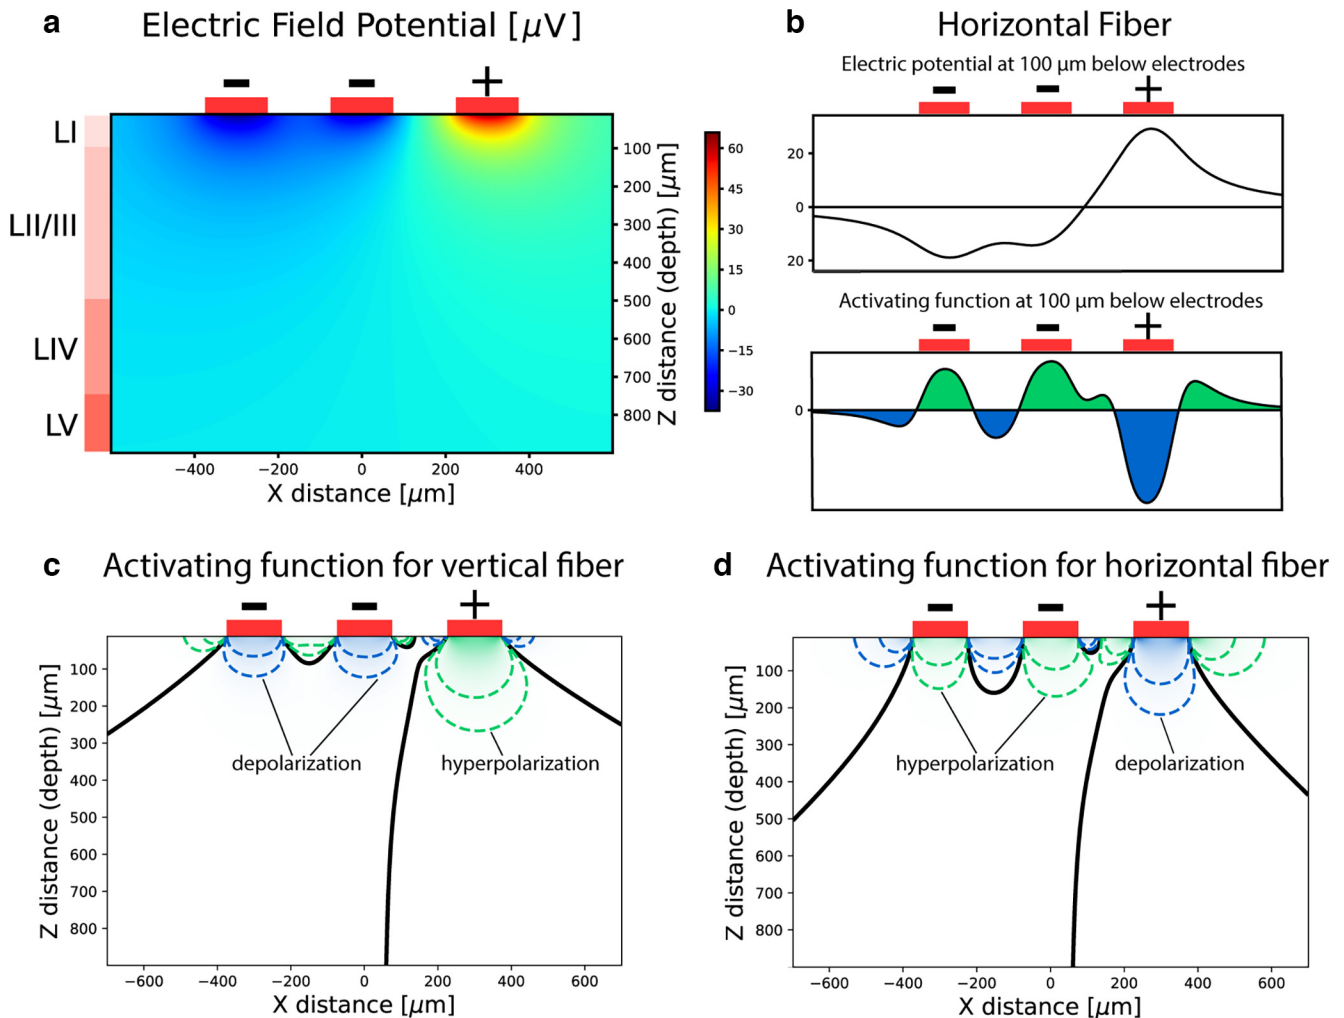 a Electric Field Potential [μV]
− − +
LI
LII/III
LIV
LV
100
200
300
400
500
600
700
800
Z distance (depth) [μm]
−400 −200 0 200 400
X distance [μm]
60
45
30
15
0
−15
−30
b Horizontal Fiber
Electric potential at 100 μm below electrodes
− − +
20
0
20
Activating function at 100 μm below electrodes
− − +
0
c Activating function for vertical fiber
− − +
100
200
300
400
500
600
700
800
Z distance (depth) [μm]
depolarization
hyperpolarization
−600 −400 −200 0 200 400 600
X distance [μm]
d Activating function for horizontal fiber
− − +
100
200
300
400
500
600
700
800
Z distance (depth) [μm]
hyperpolarization
depolarization
−600 −400 −200 0 200 400 600
X distance [μm]